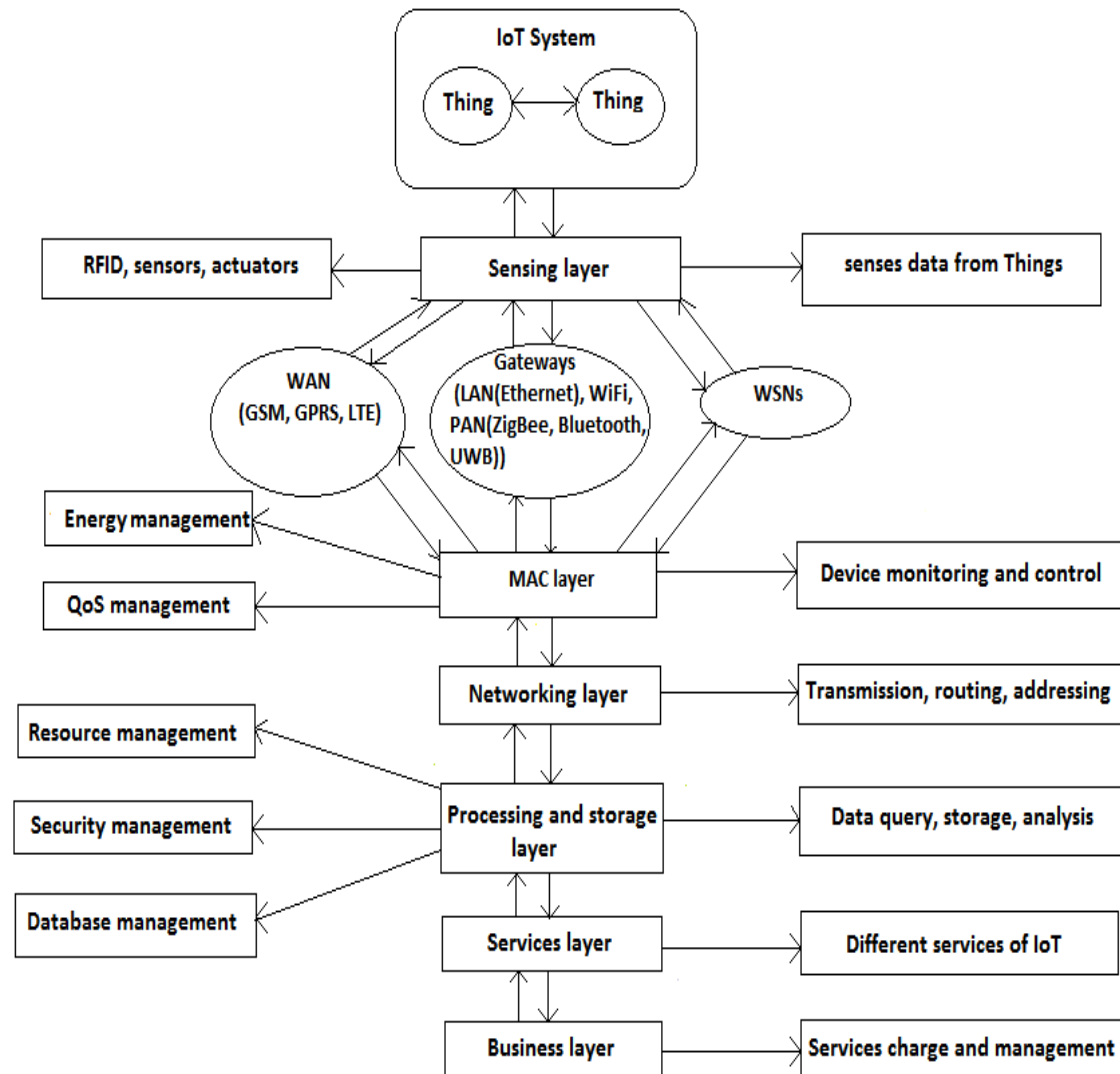 IoT System
Thing
Thing
RFID, sensors, actuators
Sensing layer
senses data from Things
WAN
(GSM, GPRS, LTE)
Gateways
(LAN(Ethernet), WiFi,
PAN(ZigBee, Bluetooth,
UWB))
WSNs
Energy management
MAC layer
Device monitoring and control
QoS management
Networking layer
Transmission, routing, addressing
Resource management
Processing and storage
layer
Data query, storage, analysis
Security management
Database management
Services layer
Different services of IoT
Business layer
Services charge and management